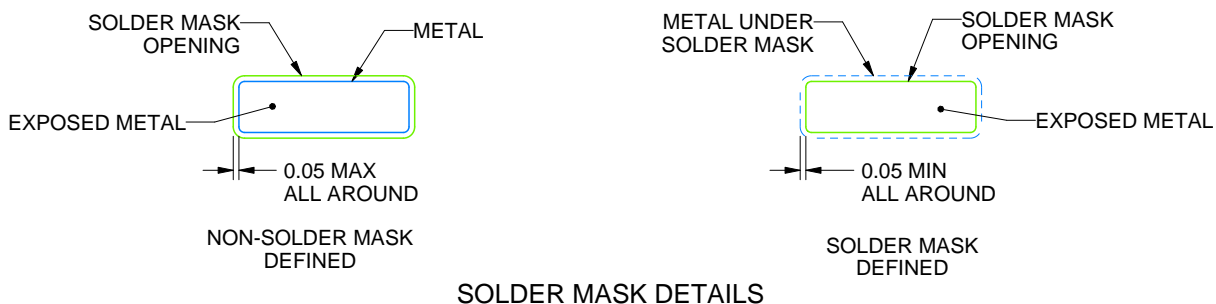 SOLDER MASK
OPENING
METAL
EXPOSED METAL
0.05 MAX
ALL AROUND
NON-SOLDER MASK
DEFINED
METAL UNDER
SOLDER MASK
SOLDER MASK
OPENING
EXPOSED METAL
0.05 MIN
ALL AROUND
SOLDER MASK
DEFINED
SOLDER MASK DETAILS